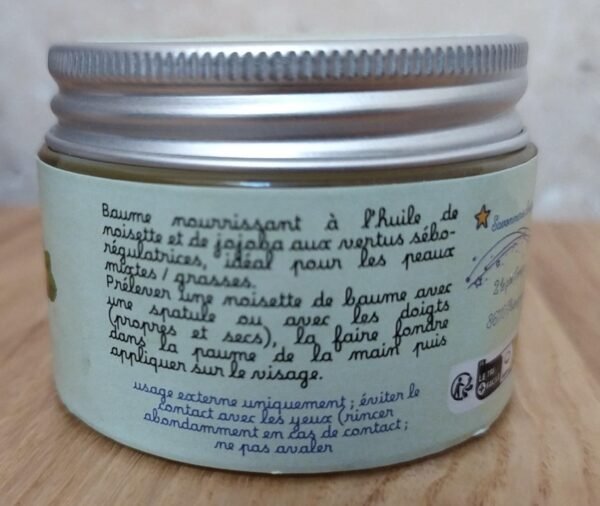 Baume nourrissant à l'huile de
noisette et de jojoba aux vertus sébo-
régulatrices, idéal pour les peaux
mixtes / grasses.
Prélever une noisette de baume avec
une spatule ou avec les doigts
(propres et secs), la faire fondre
dans la paume de la main puis
appliquer sur le visage.
usage externe uniquement ; éviter le
contact avec les yeux (rincer
abondamment en cas de contact ;
ne pas avaler
LE TRI